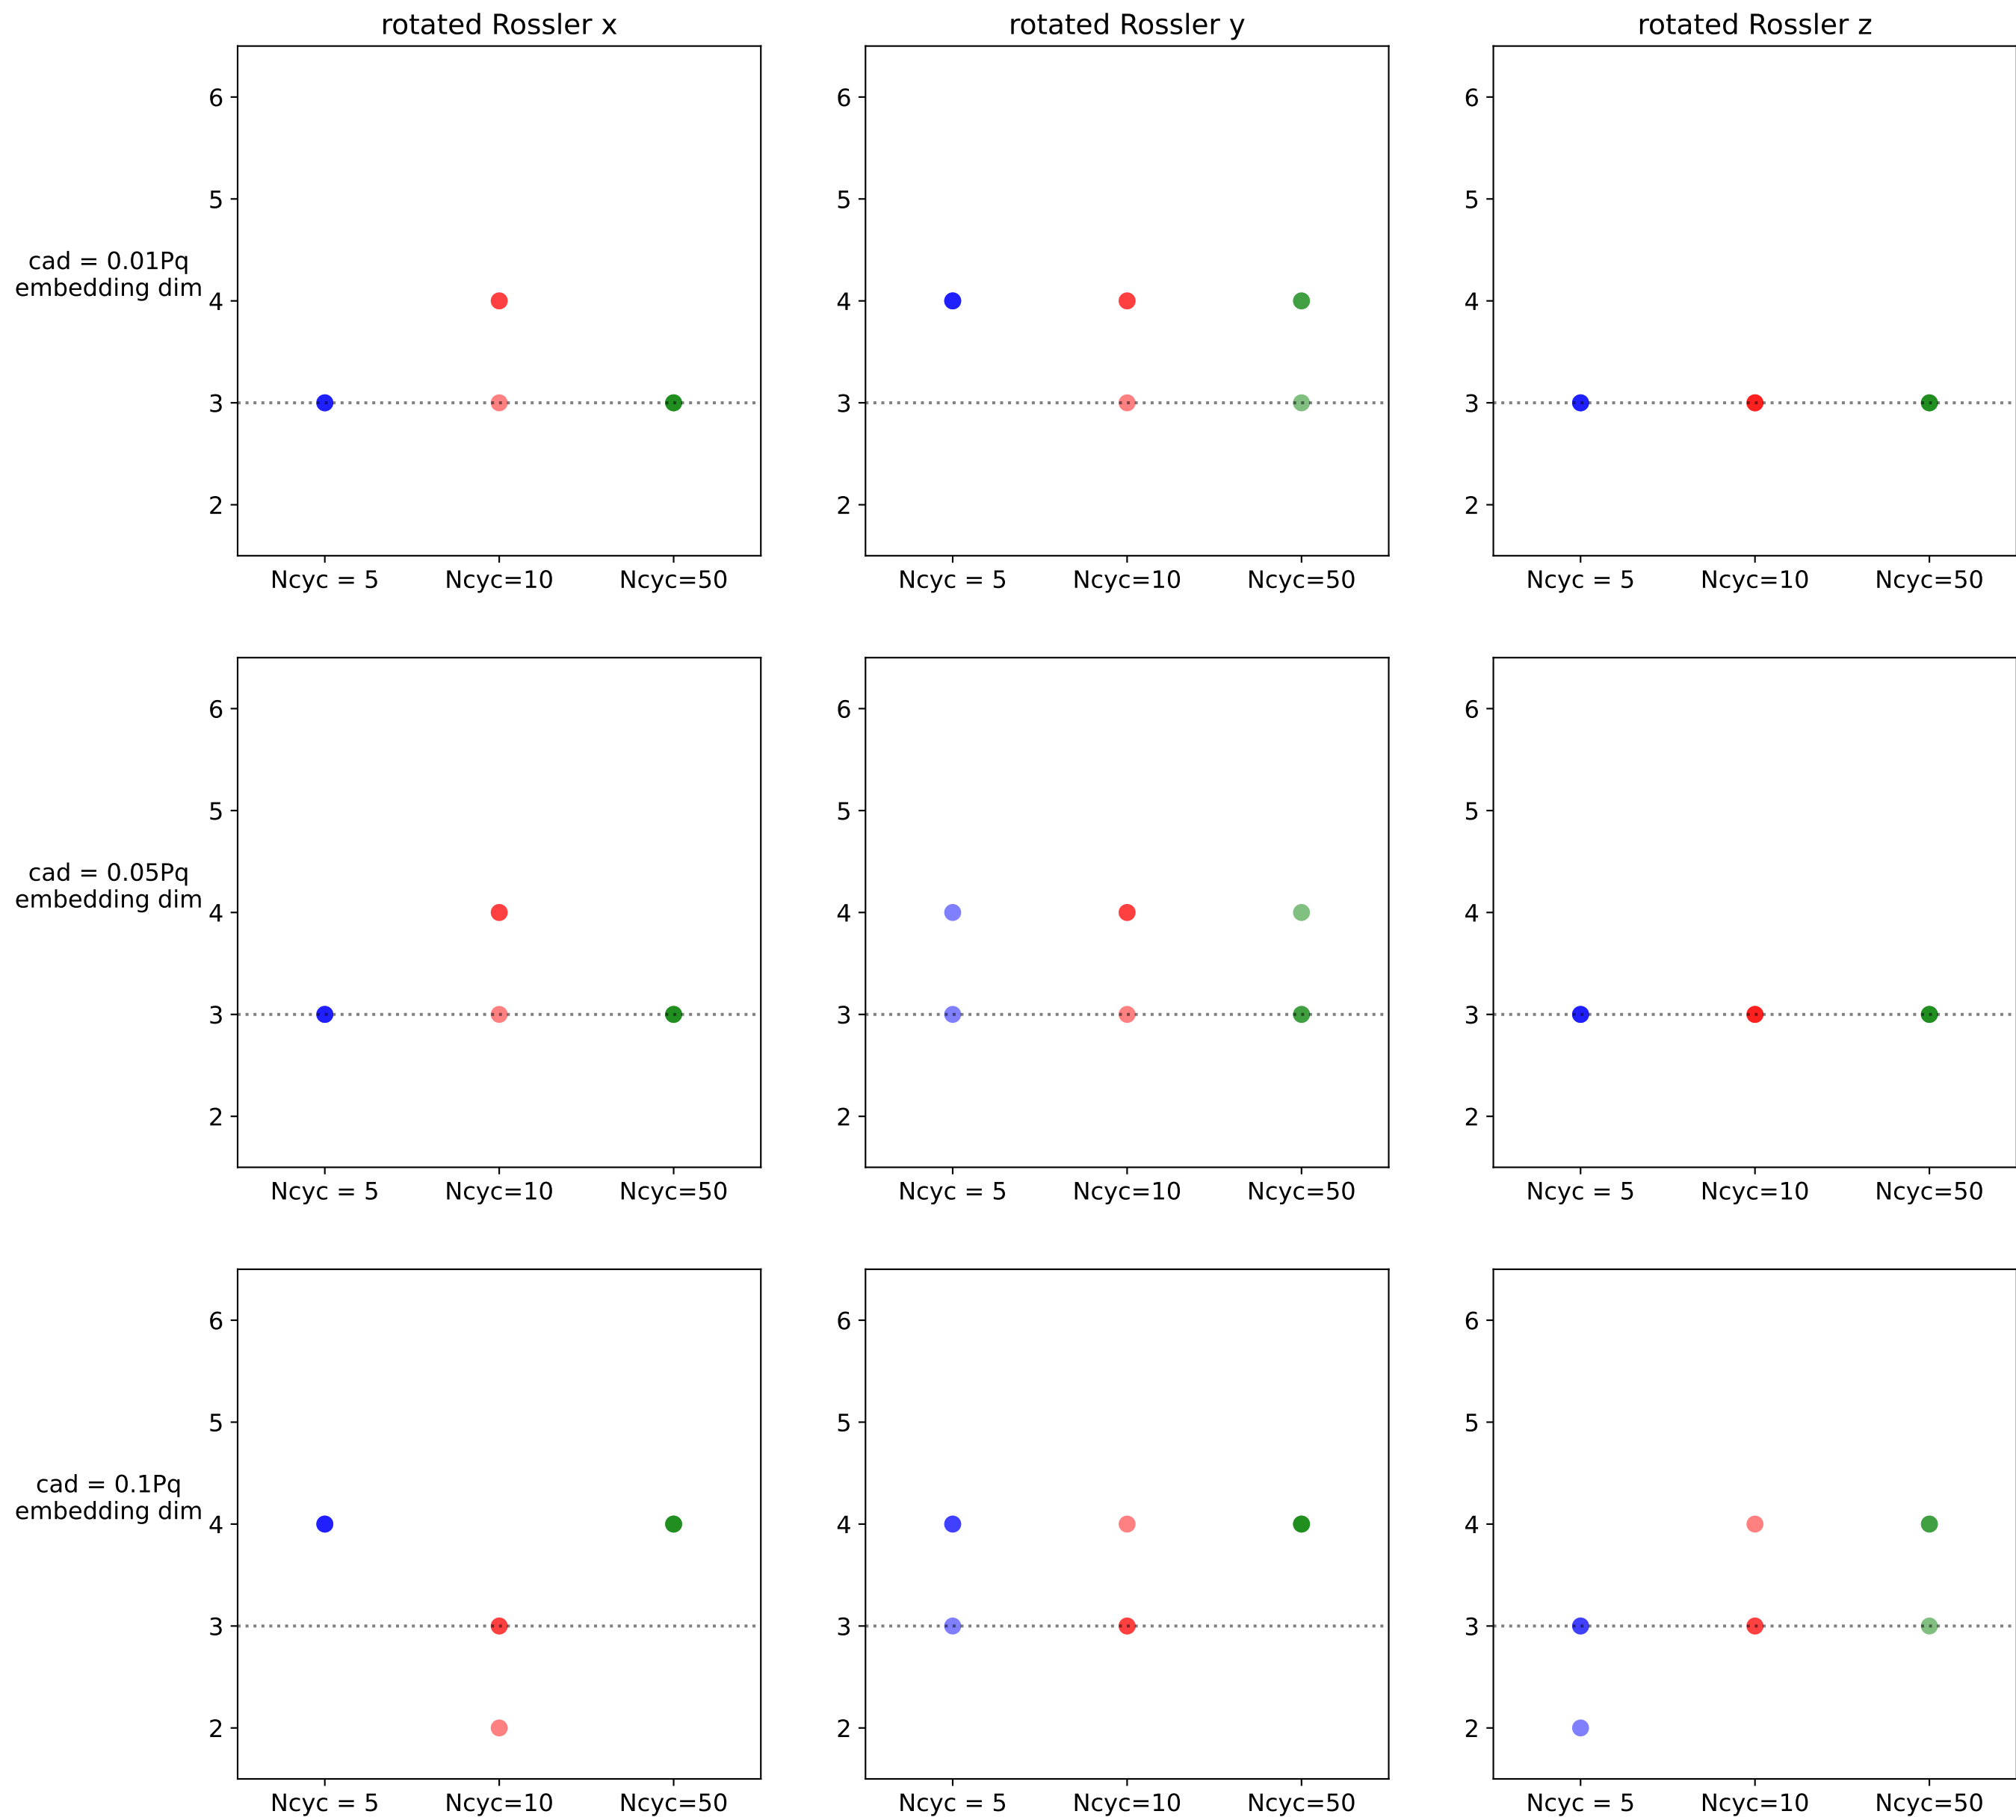 rotated Rossler x
rotated Rossler y
rotated Rossler z
cad = 0.01Pq
embedding dim
6
5
4
3
2
Ncyc = 5
Ncyc=10
Ncyc=50
6
5
4
3
2
Ncyc = 5
Ncyc=10
Ncyc=50
6
5
4
3
2
Ncyc = 5
Ncyc=10
Ncyc=50
cad = 0.05Pq
embedding dim
6
5
4
3
2
Ncyc = 5
Ncyc=10
Ncyc=50
6
5
4
3
2
Ncyc = 5
Ncyc=10
Ncyc=50
6
5
4
3
2
Ncyc = 5
Ncyc=10
Ncyc=50
cad = 0.1Pq
embedding dim
6
5
4
3
2
Ncyc = 5
Ncyc=10
Ncyc=50
6
5
4
3
2
Ncyc = 5
Ncyc=10
Ncyc=50
6
5
4
3
2
Ncyc = 5
Ncyc=10
Ncyc=50